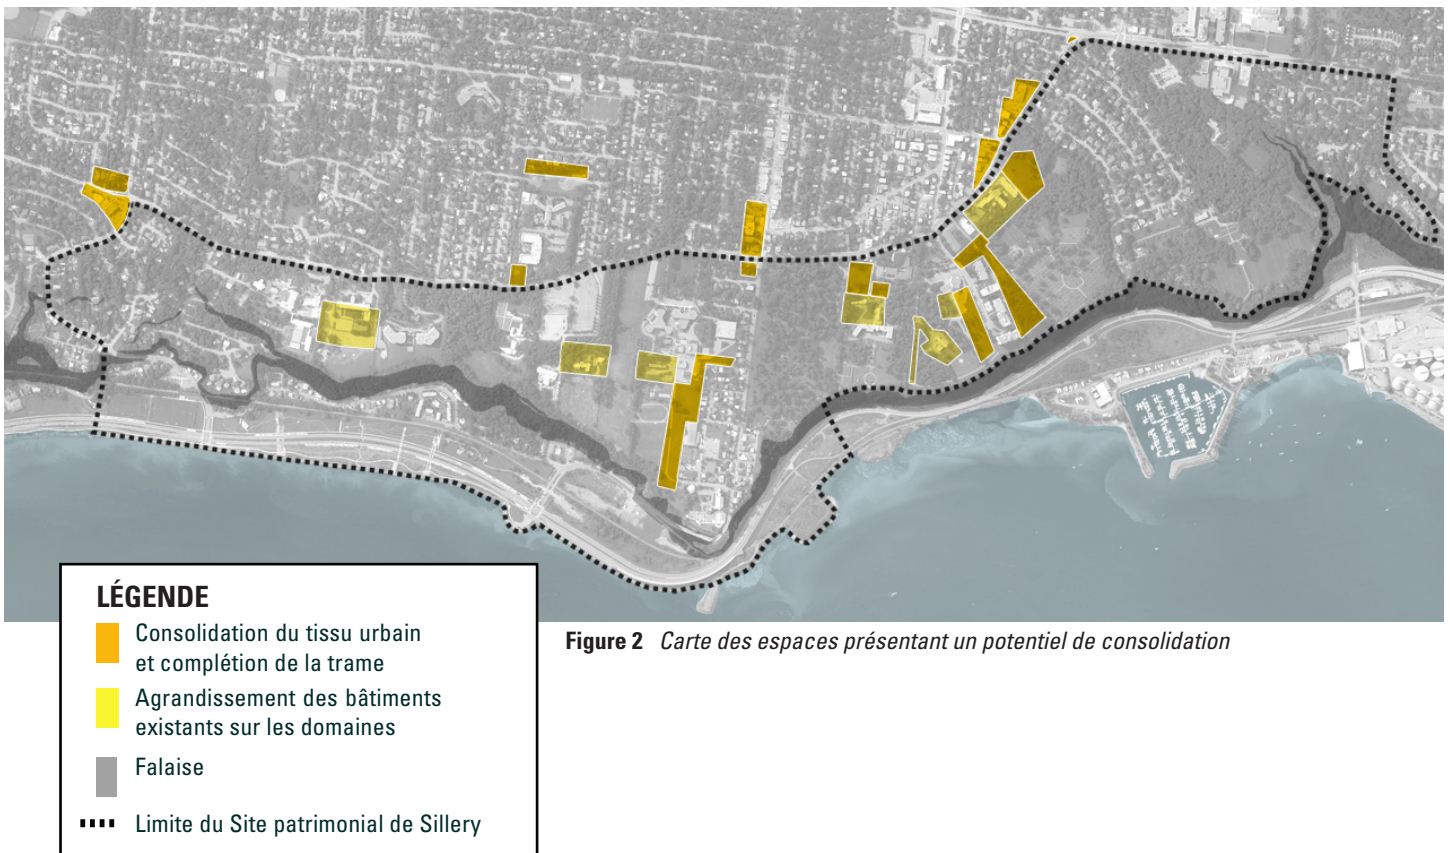 LÉGENDE
Consolidation du tissu urbain
et complétion de la trame
Agrandissement des bâtiments
existants sur les domaines
Falaise
Limite du Site patrimonial de Sillery
Figure 2 Carte des espaces présentant un potentiel de consolidation